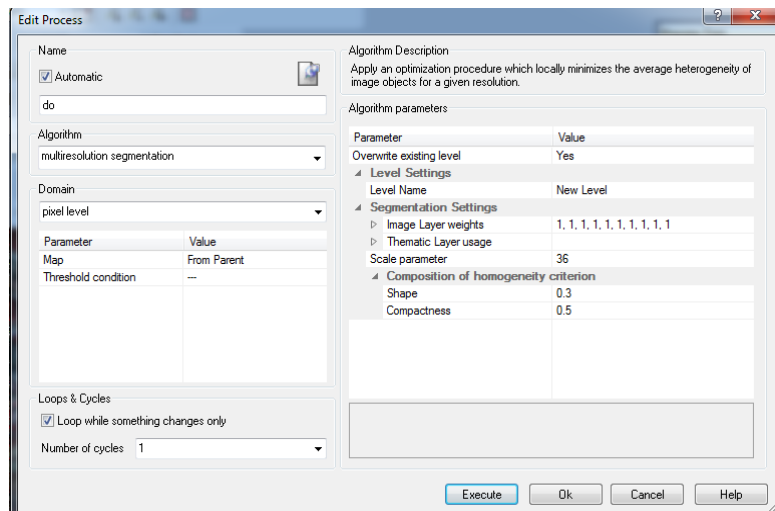 Edit Process
Name
Automatic
do
Algorithm
multiresolution segmentation
Domain
pixel level
Parameter Value
Map From Parent
Threshold condition ---
Loops & Cycles
Loop while something changes only
Number of cycles 1
Algorithm Description
Apply an optimization procedure which locally minimizes the average heterogeneity of
image objects for a given resolution.
Algorithm parameters
Parameter Value
Overwrite existing level Yes
Level Settings
Level Name New Level
Segmentation Settings
Image Layer weights 1, 1, 1, 1, 1, 1, 1, 1, 1, 1
Thematic Layer usage
Scale parameter 36
Composition of homogeneity criterion
Shape 0.3
Compactness 0.5
Execute Ok Cancel Help